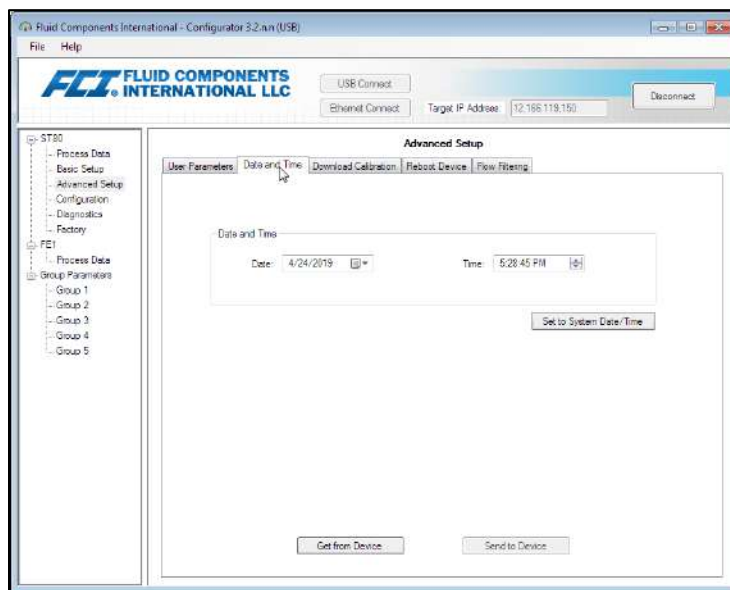 Fluid Components International - Configurator 3.2.n.n (USB)
File Help
FCI. FLUID COMPONENTS
INTERNATIONAL LLC
USB Connect
Ethernet Connect Target IP Address: 12.166.119.150
Disconnect
ST80
Process Data
Basic Setup
Advanced Setup
Configuration
Diagnostics
Factory
FE1
Process Data
Group Parameters
Group 1
Group 2
Group 3
Group 4
Group 5
Advanced Setup
User Parameters Date and Time Download Calibration Reboot Device Flow Filtering
Date and Time
Date: 4/24/2019 Time: 5:28:45 PM
Set to System Date/Time
Get from Device Send to Device